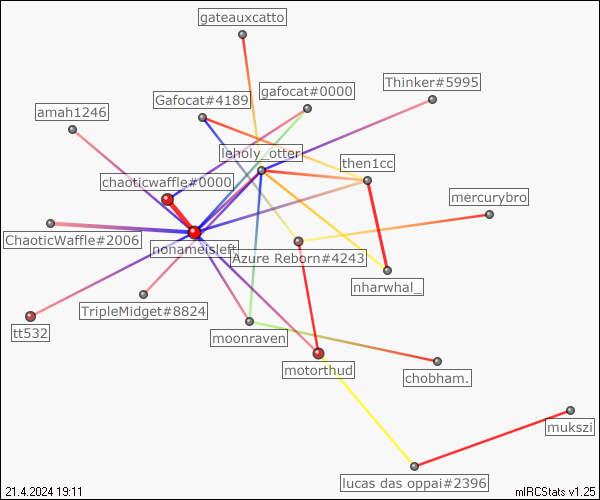 gateauxcatto
Thinker#5995
gafocat#0000
Gafocat#4189
amah1246
leholy_otter
then1cc
chaoticwaffle#0000
mercurybro
ChaoticWaffle#2006
nonameisleft
Azure Reborn#4243
nharwhal_
TripleMidget#8824
tt532
moonraven
motorthud
chobham.
mukszi
lucas das oppai#2396
21.4.2024 19:11
mIRCStats v1.25